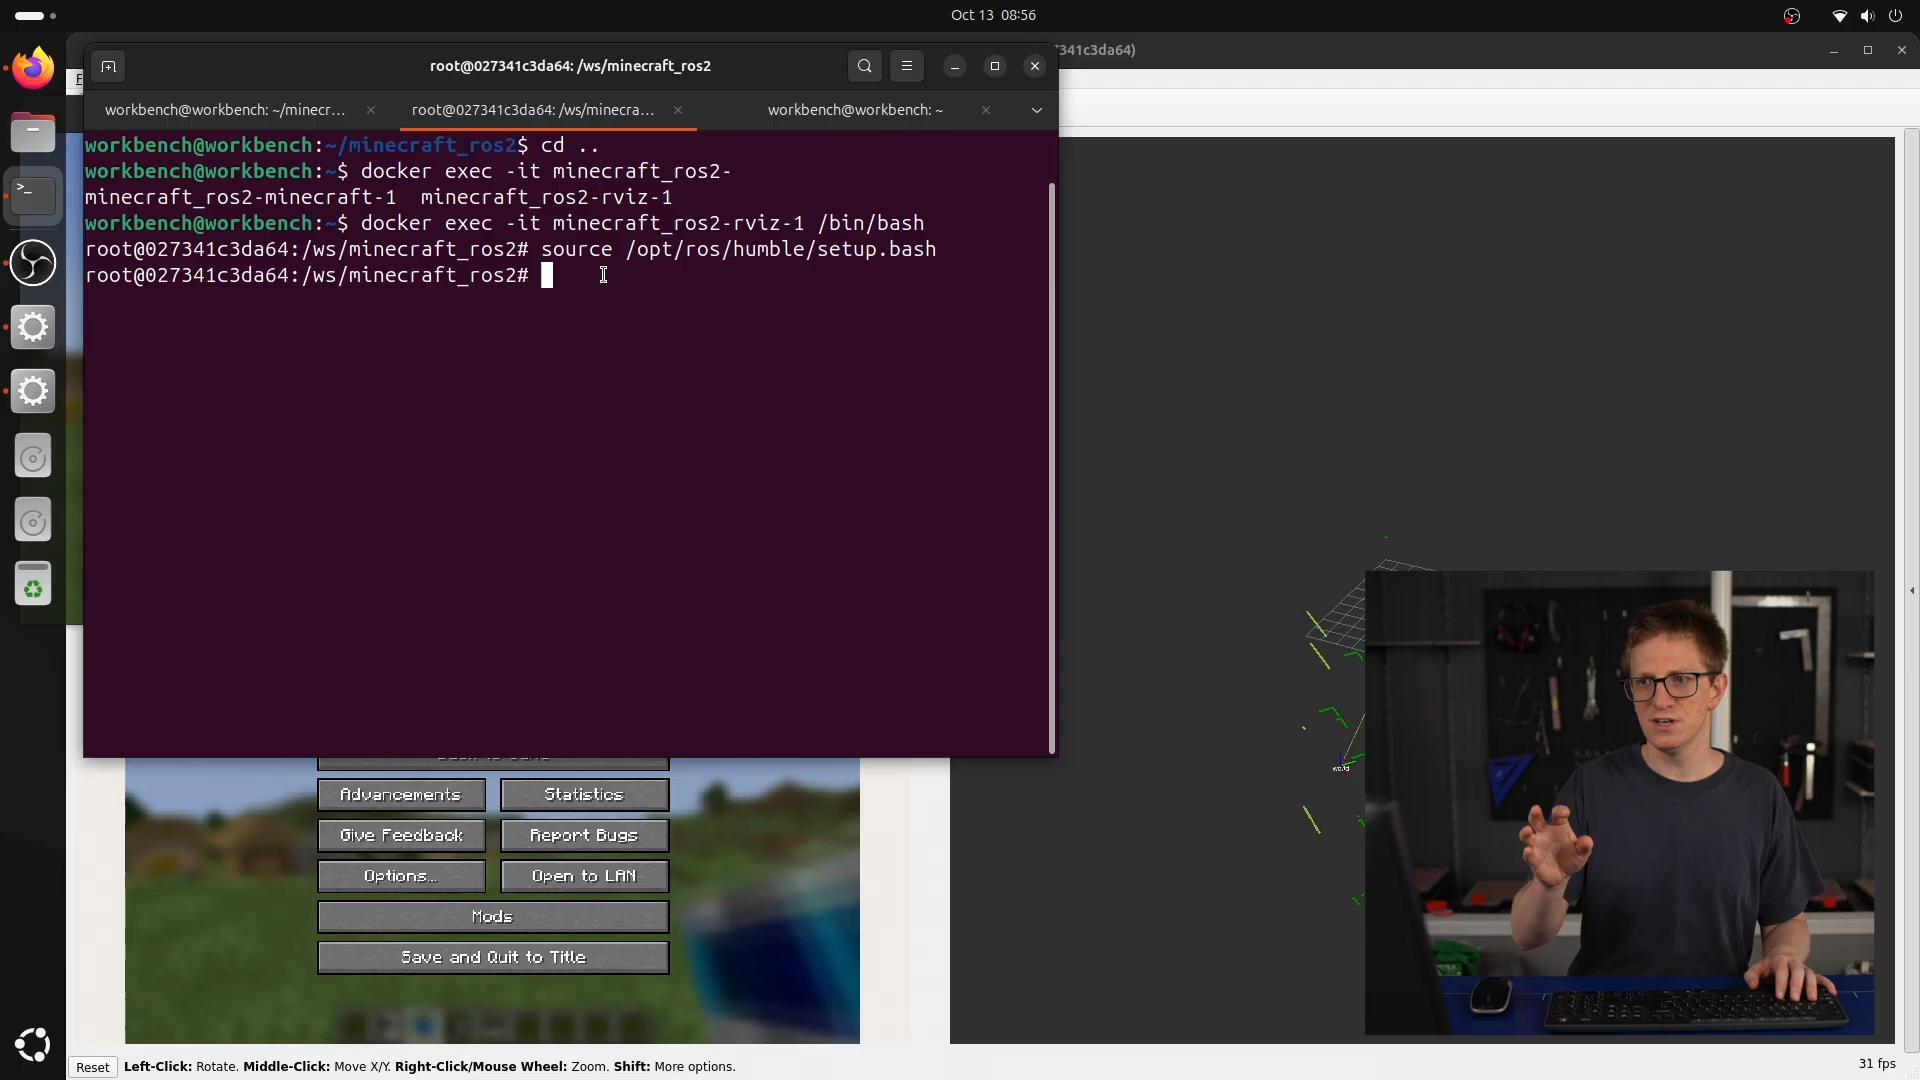 Oct 13 08:56
341c3da64)
root@027341c3da64: /ws/minecraft_ros2
workbench@workbench: ~/minecr...
root@027341c3da64: /ws/minecra...
workbench@workbench: ~
workbench@workbench:~/minecraft_ros2$ cd ..
workbench@workbench:~$ docker exec -it minecraft_ros2-
minecraft_ros2-minecraft-1 minecraft_ros2-rviz-1
workbench@workbench:~$ docker exec -it minecraft_ros2-rviz-1 /bin/bash
root@027341c3da64:/ws/minecraft_ros2# source /opt/ros/humble/setup.bash
root@027341c3da64:/ws/minecraft_ros2#
world
Advancements
Statistics
Give Feedback
Report Bugs
Options...
Open to LAN
Mods
Save and Quit to Title
Reset
Left-Click: Rotate. Middle-Click: Move X/Y. Right-Click/Mouse Wheel: Zoom. Shift: More options.
31 fps